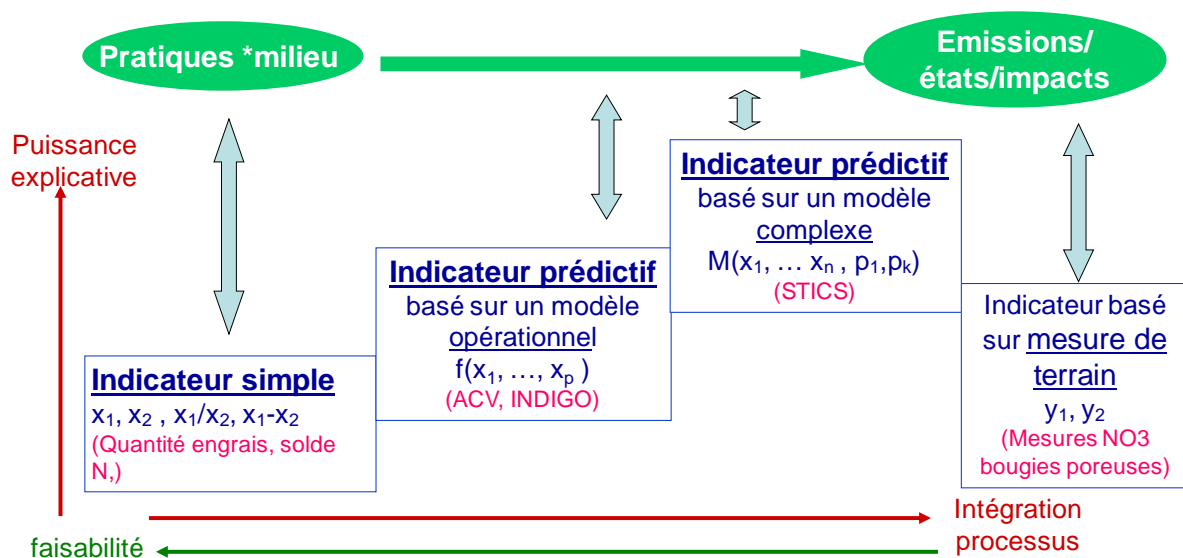 Pratiques *milieu
Emissions/
états/impacts
Puissance
explicative
Indicateur simple
x₁, x₂ , x₁/x₂, x₁-x₂
(Quantité engrais, solde
N,)
Indicateur prédictif
basé sur un modèle
opérationnel
f(x₁, …, xₚ )
(ACV, INDIGO)
Indicateur prédictif
basé sur un modèle
complexe
M(x₁, … xₙ , p₁,pₖ)
(STICS)
Indicateur basé
sur mesure de
terrain
y₁, y₂
(Mesures NO3
bougies poreuses)
Intégration
processus
faisabilité